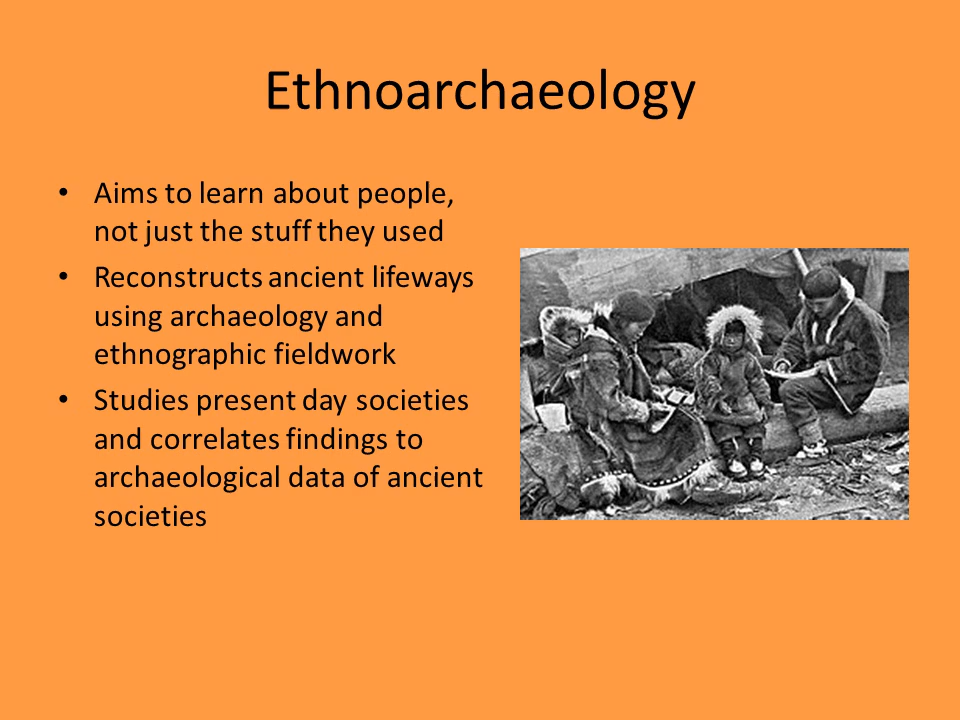 Ethnoarchaeology
• Aims to learn about people,
not just the stuff they used
• Reconstructs ancient lifeways
using archaeology and
ethnographic fieldwork
• Studies present day societies
and correlates findings to
archaeological data of ancient
societies